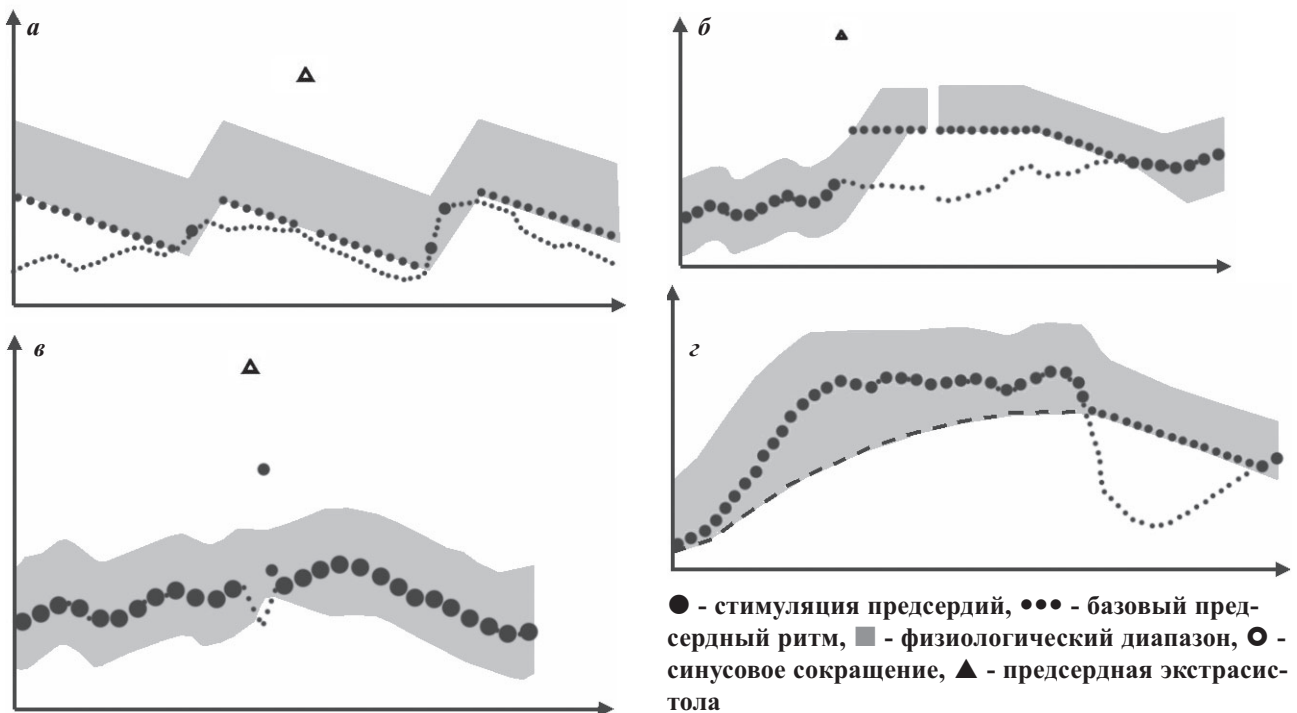 а
б
в
г
● - стимуляция предсердий, ••• - базовый пред-
сердный ритм, ■ - физиологический диапазон, О -
синусовое сокращение, ▲ - предсердная экстрасис-
тола